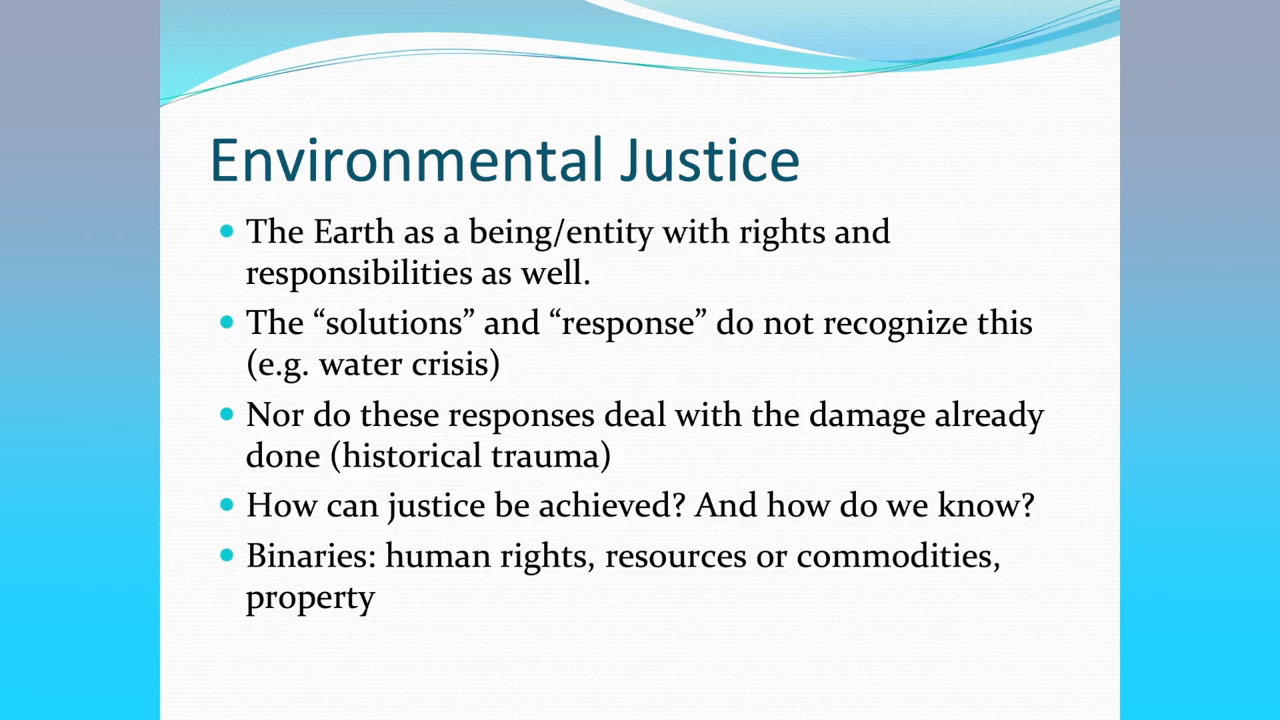 Environmental Justice
• The Earth as a being/entity with rights and
responsibilities as well.
• The “solutions” and “response” do not recognize this
(e.g. water crisis)
• Nor do these responses deal with the damage already
done (historical trauma)
• How can justice be achieved? And how do we know?
• Binaries: human rights, resources or commodities,
property